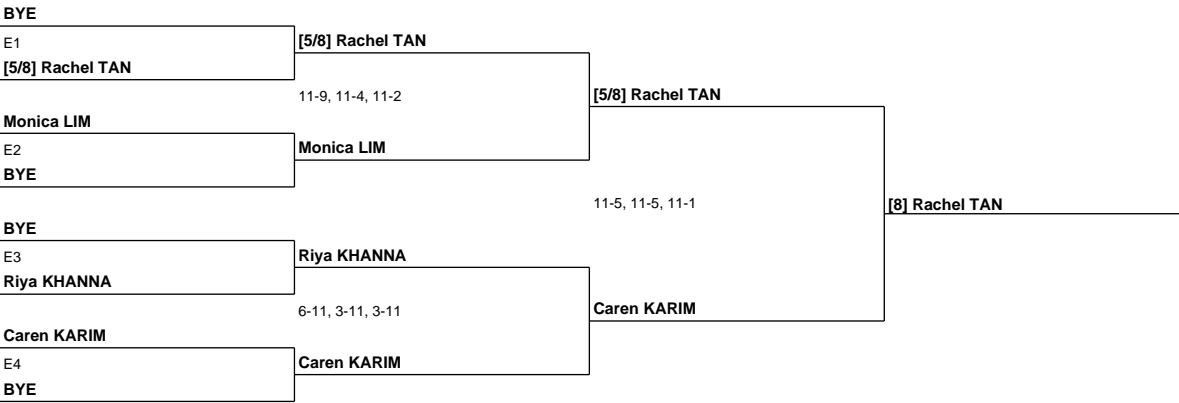 BYE
E1
[5/8] Rachel TAN
[5/8] Rachel TAN
11-9, 11-4, 11-2
[5/8] Rachel TAN
Monica LIM
E2
Monica LIM
BYE
11-5, 11-5, 11-1
[8] Rachel TAN
BYE
E3
Riya KHANNA
Riya KHANNA
6-11, 3-11, 3-11
Caren KARIM
Caren KARIM
E4
Caren KARIM
BYE